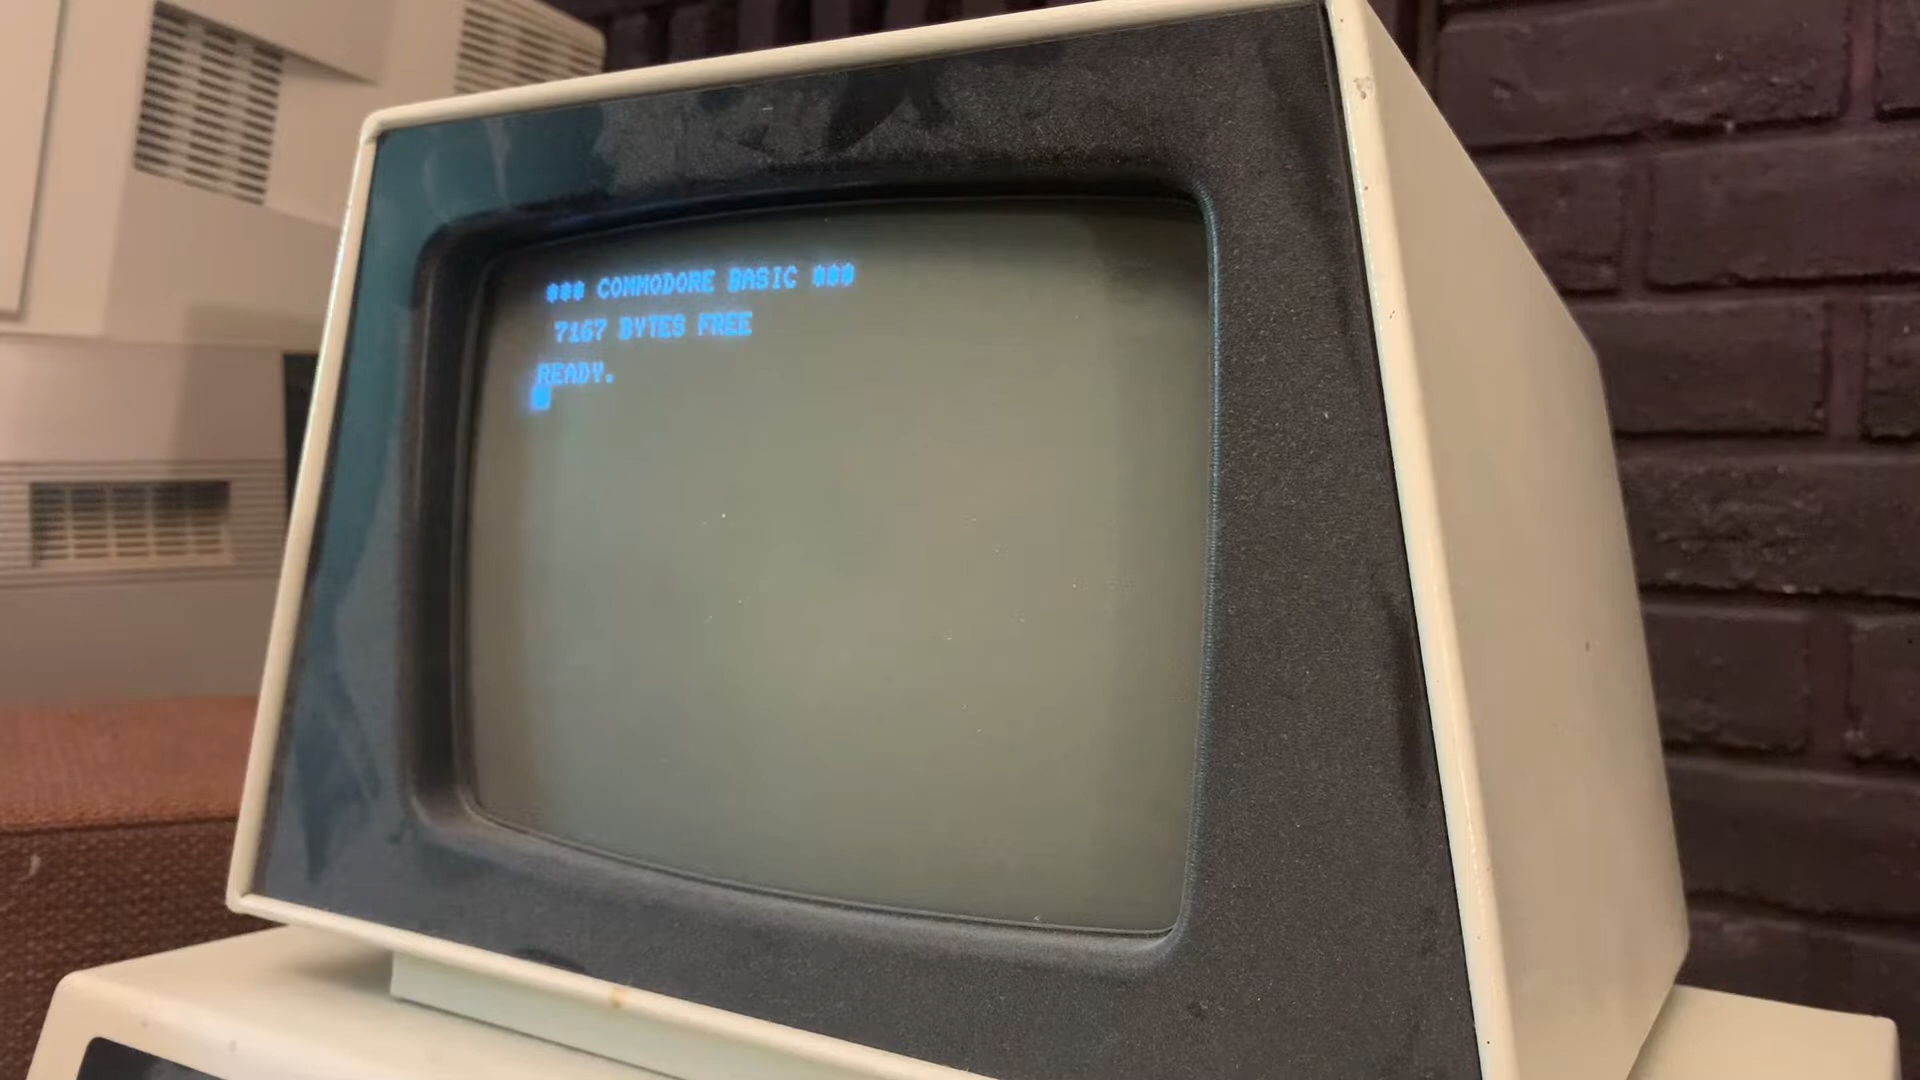 *** COMMODORE BASIC ***
7167 BYTES FREE
READY.